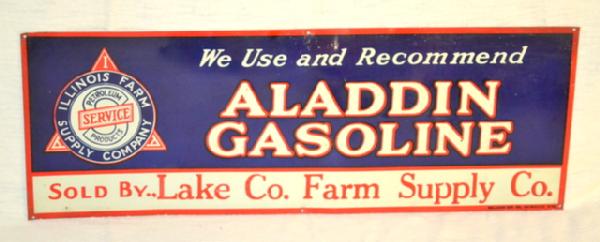 We Use and Recommend
ALADDIN
GASOLINE
I
ILLINOIS FARM
PETROLEUM
SERVICE
PRODUCTS
SUPPLY COMPANY
SOLD BY.. Lake Co. Farm Supply Co.